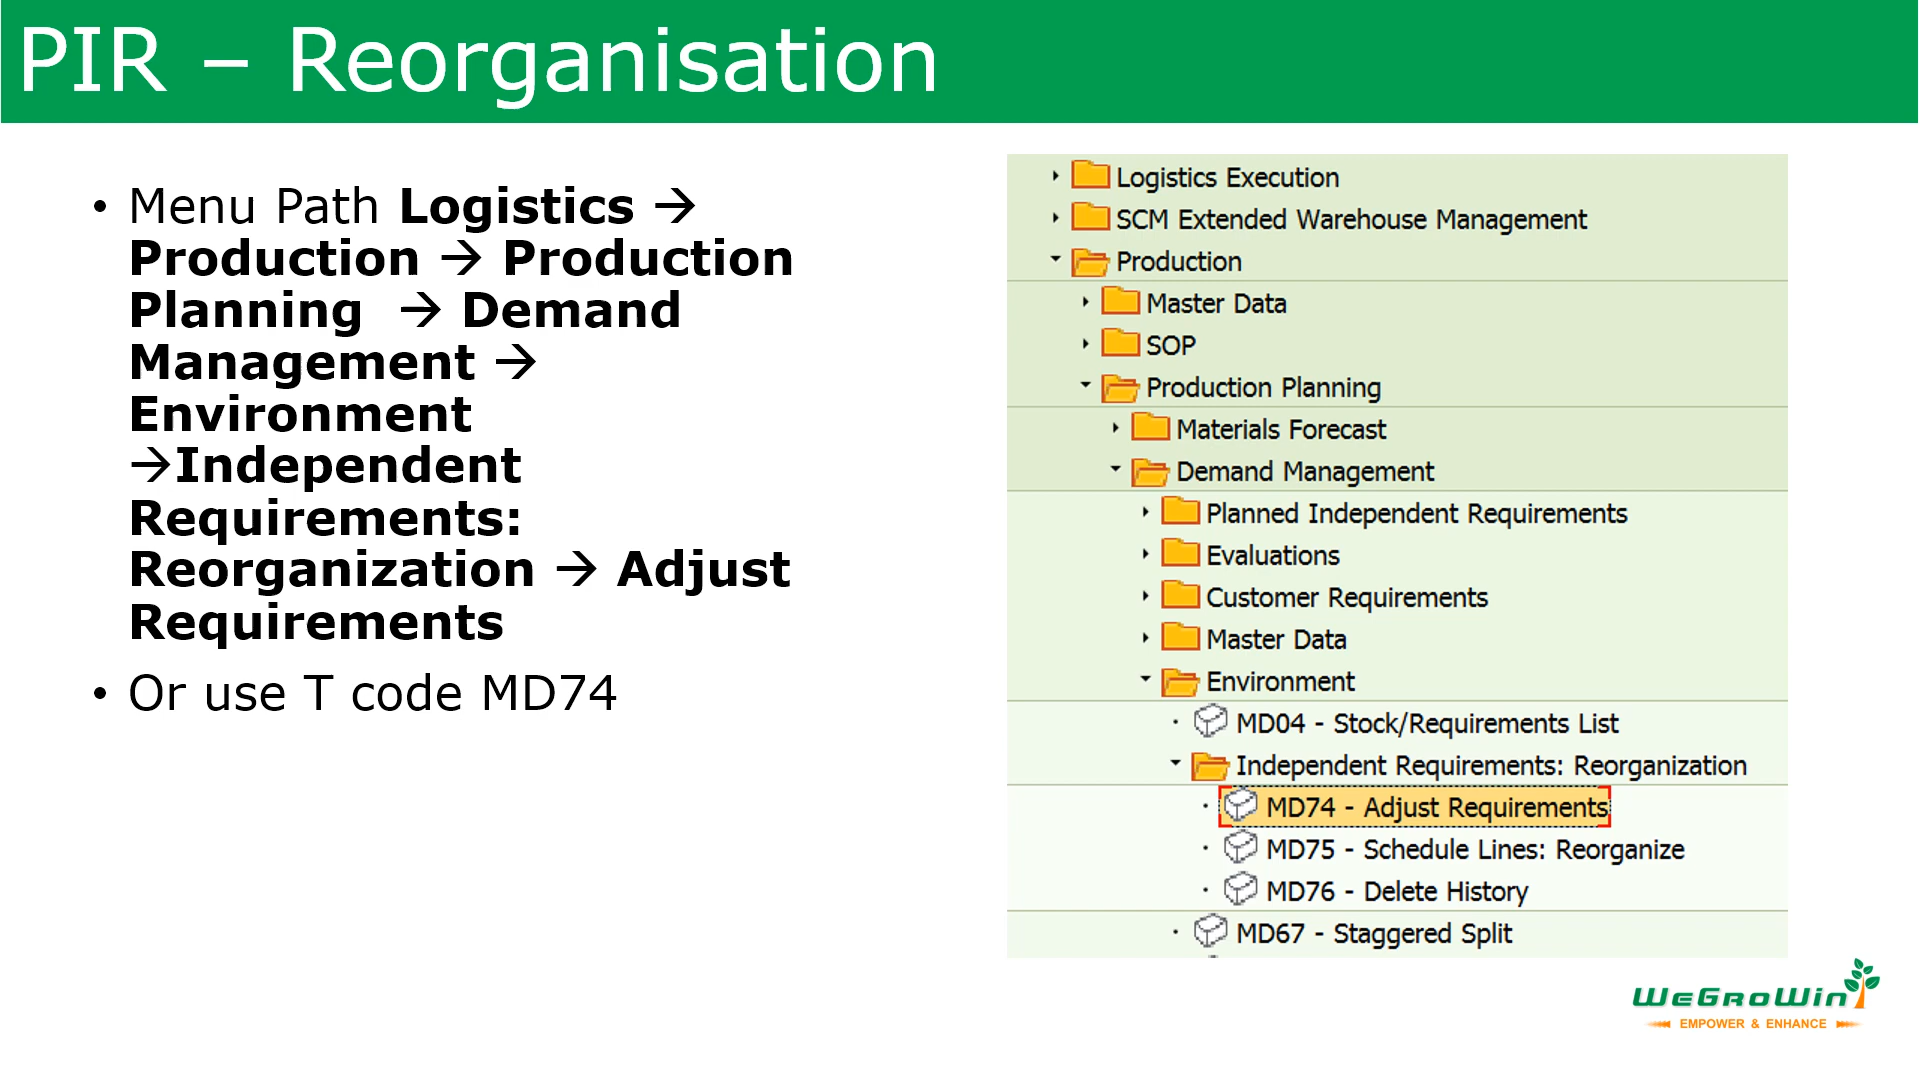 PIR – Reorganisation
• Menu Path Logistics →
Production → Production
Planning → Demand
Management →
Environment
→Independent
Requirements:
Reorganization → Adjust
Requirements
• Or use T code MD74
Logistics Execution
SCM Extended Warehouse Management
Production
Master Data
SOP
Production Planning
Materials Forecast
Demand Management
Planned Independent Requirements
Evaluations
Customer Requirements
Master Data
Environment
MD04 - Stock/Requirements List
Independent Requirements: Reorganization
MD74 - Adjust Requirements
MD75 - Schedule Lines: Reorganize
MD76 - Delete History
MD67 - Staggered Split
WeGroWin
EMPOWER & ENHANCE